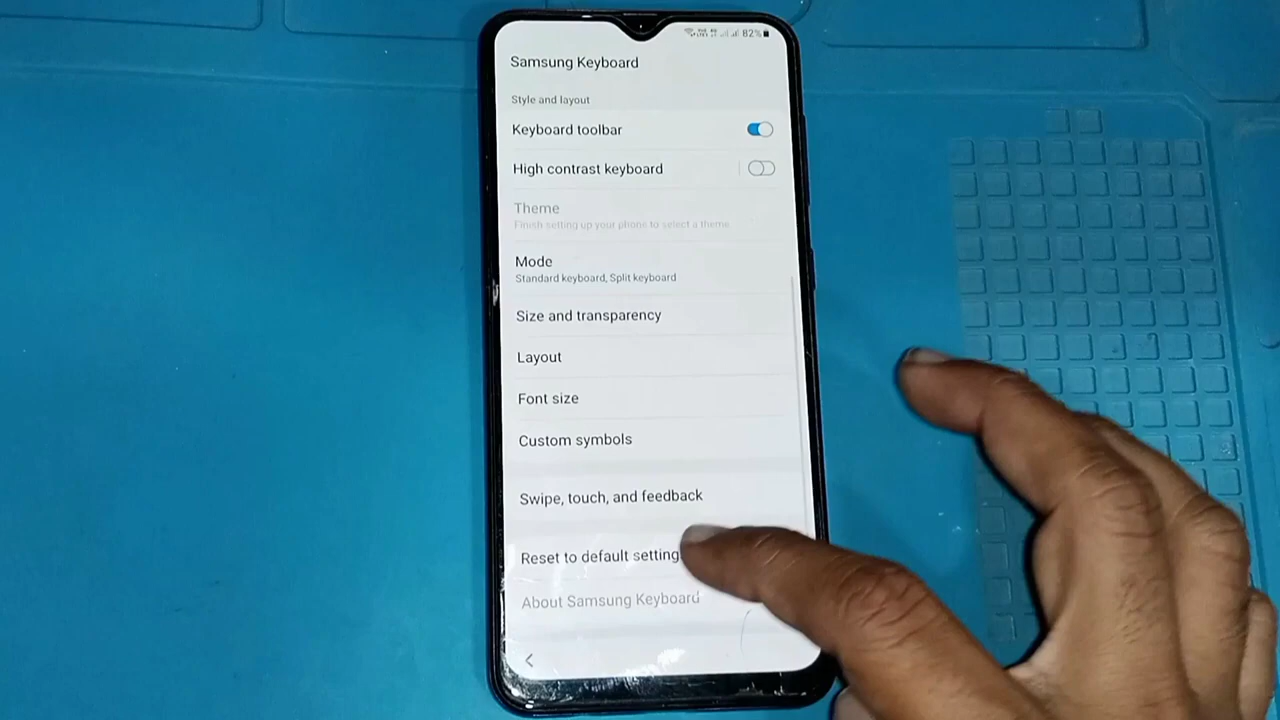 82%
Samsung Keyboard
Style and layout
Keyboard toolbar
High contrast keyboard
Theme
Finish setting up your phone to select a theme
Mode
Standard keyboard, Split keyboard
Size and transparency
Layout
Font size
Custom symbols
Swipe, touch, and feedback
Reset to default setting
About Samsung Keyboard